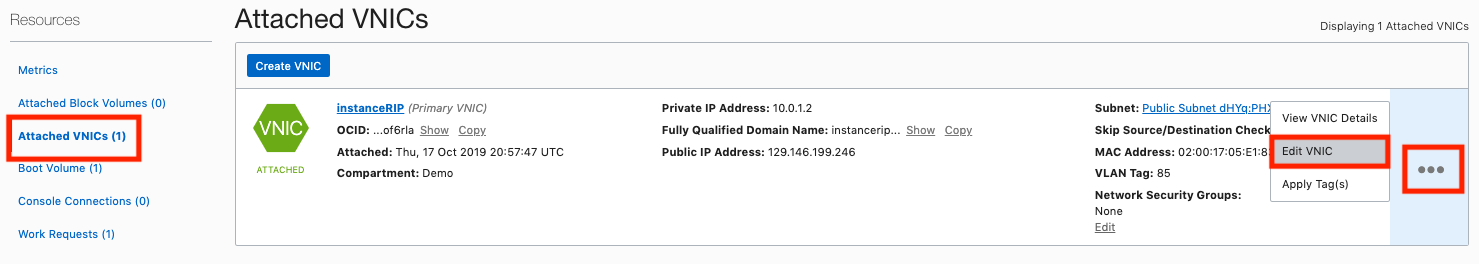 Resources
Metrics
Attached Block Volumes (0)
Attached VNICs (1)
Boot Volume (1)
Console Connections (0)
Work Requests (1)
Attached VNICs
Displaying 1 Attached VNICs
Create VNIC
VNIC
ATTACHED
instanceRIP (Primary VNIC)
OCID: ...of6rla Show Copy
Attached: Thu, 17 Oct 2019 20:57:47 UTC
Compartment: Demo
Private IP Address: 10.0.1.2
Fully Qualified Domain Name: instancerip... Show Copy
Public IP Address: 129.146.199.246
Subnet: Public Subnet dHYq:PHX
Skip Source/Destination Check
MAC Address: 02:00:17:05:E1:8
VLAN Tag: 85
Network Security Groups:
None
Edit
View VNIC Details
Edit VNIC
Apply Tag(s)